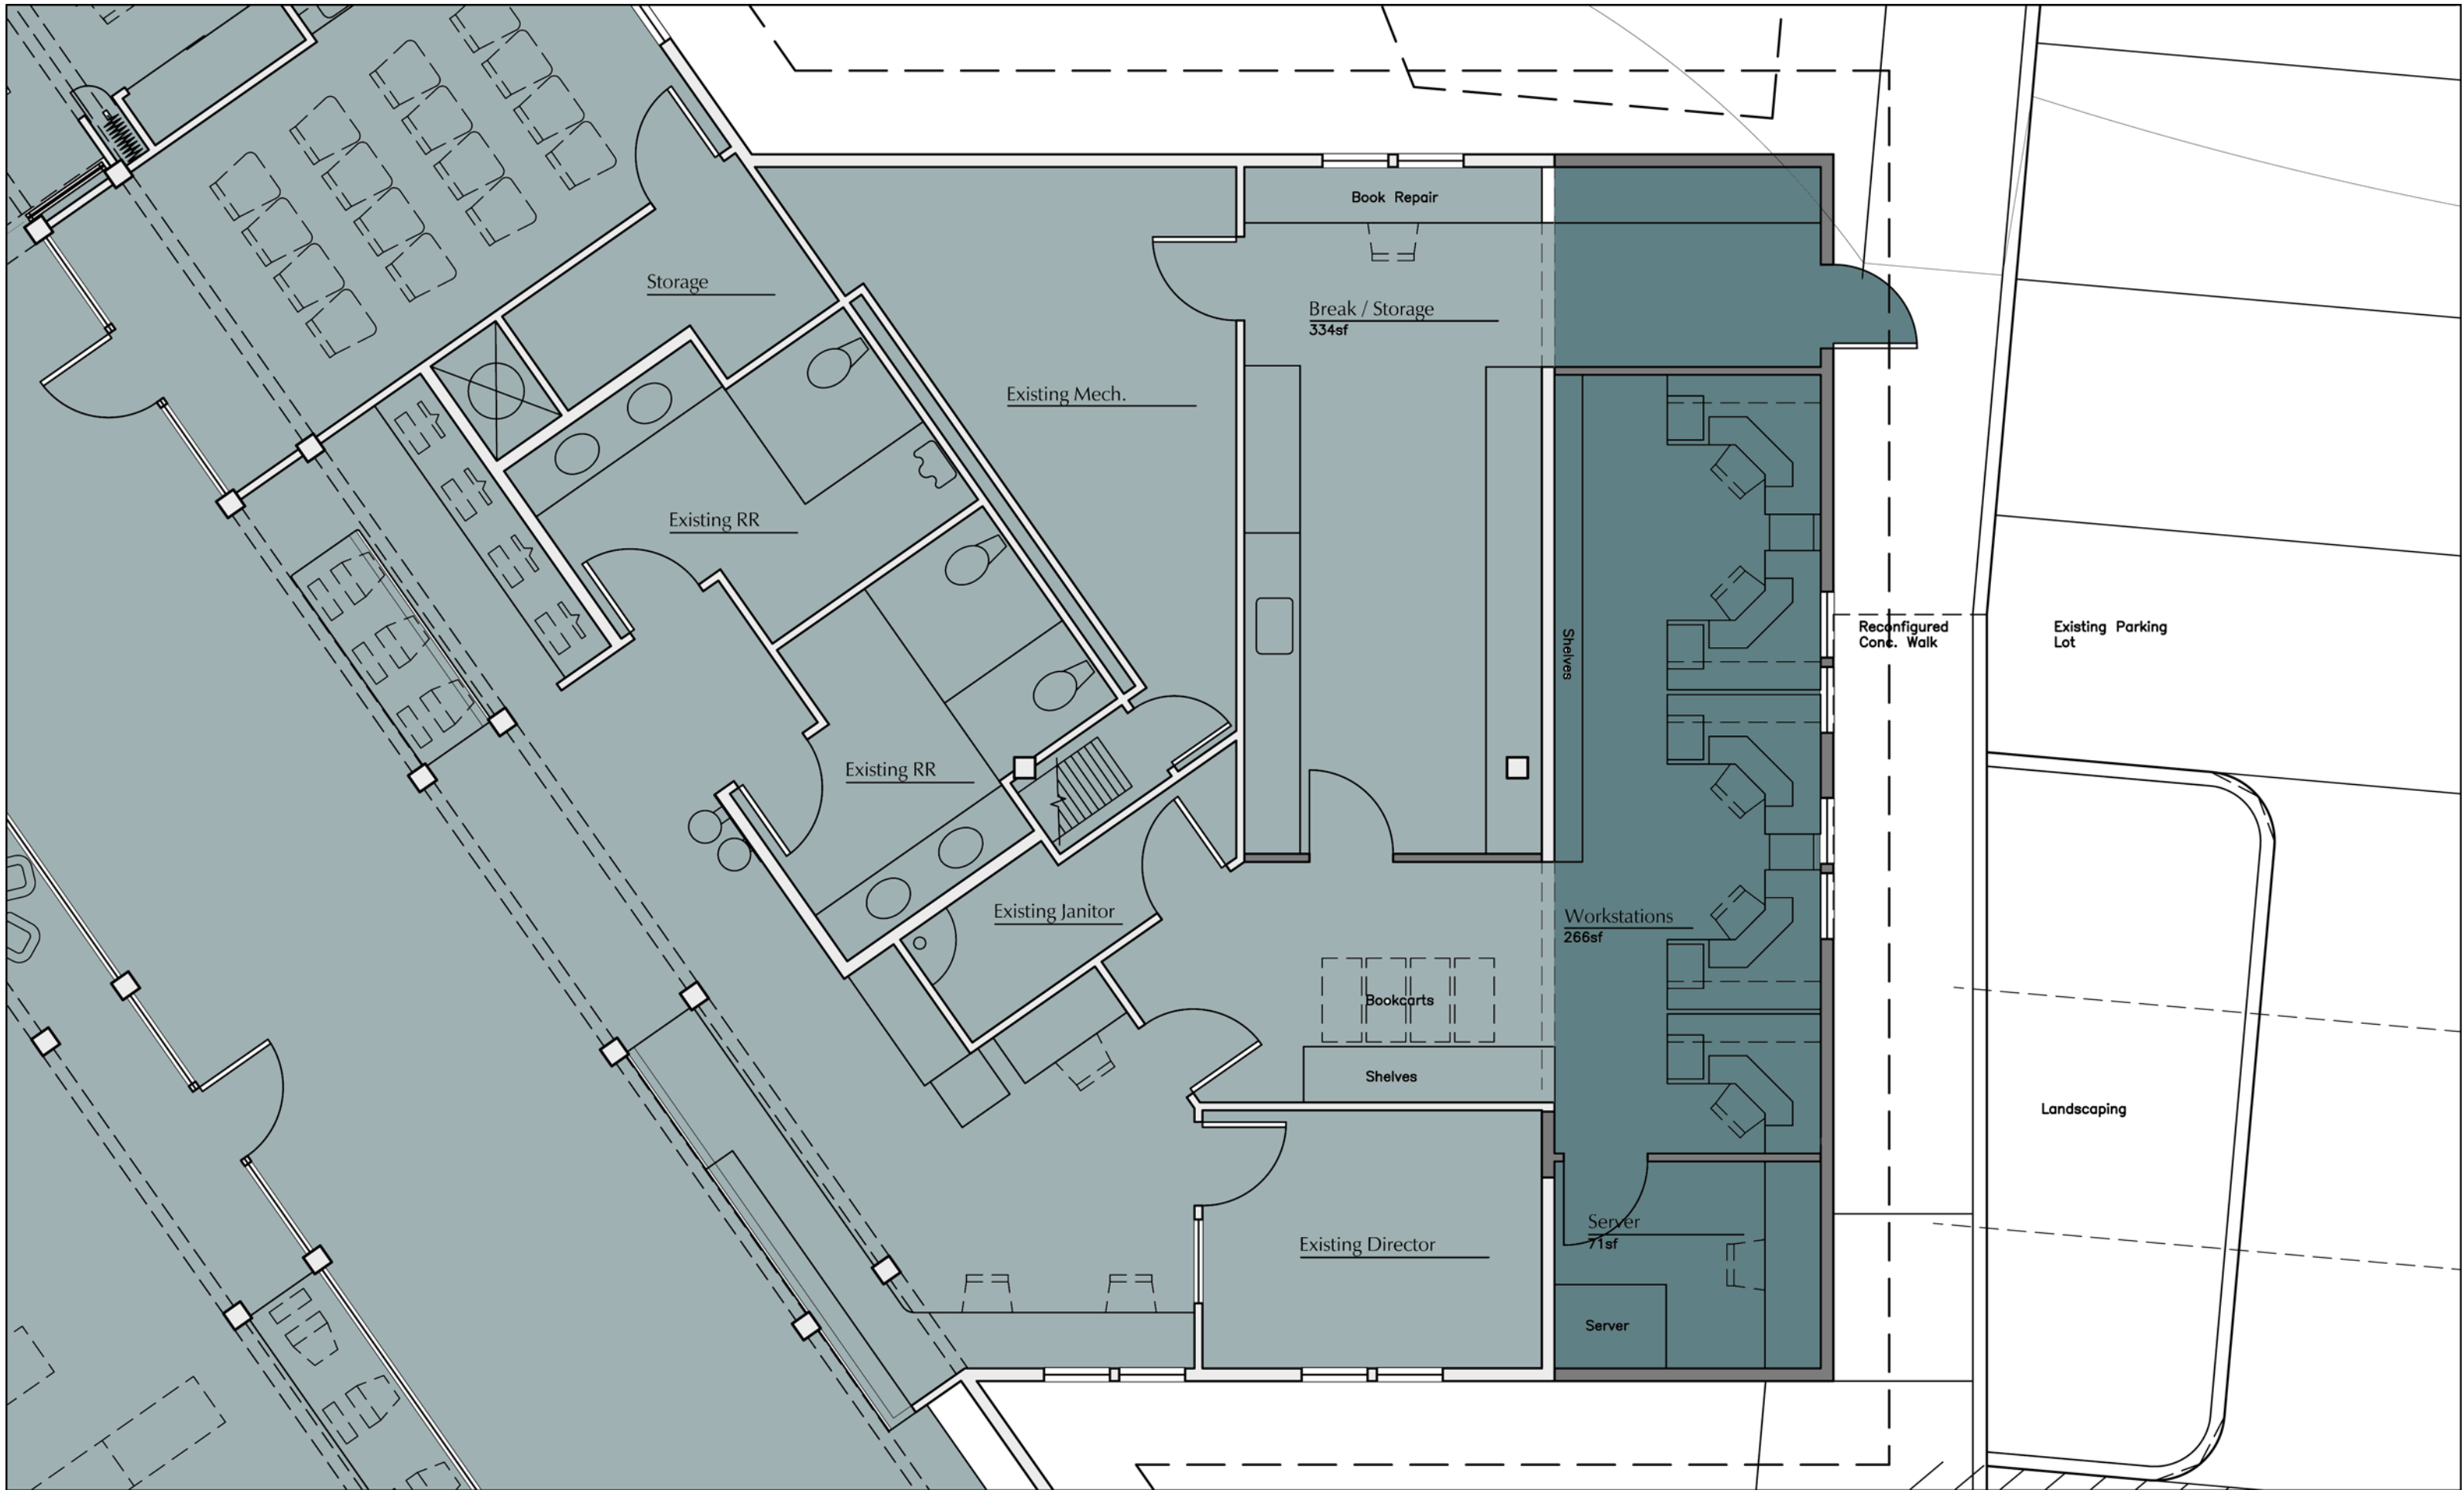 Book Repair
Storage
Break / Storage
334sf
Existing Mech.
Existing RR
Shelves
Reconfigured
Conc. Walk
Existing Parking
Lot
Existing RR
Existing Janitor
Workstations
266sf
Bookcarts
Shelves
Landscaping
Existing Director
Server
71sf
Server